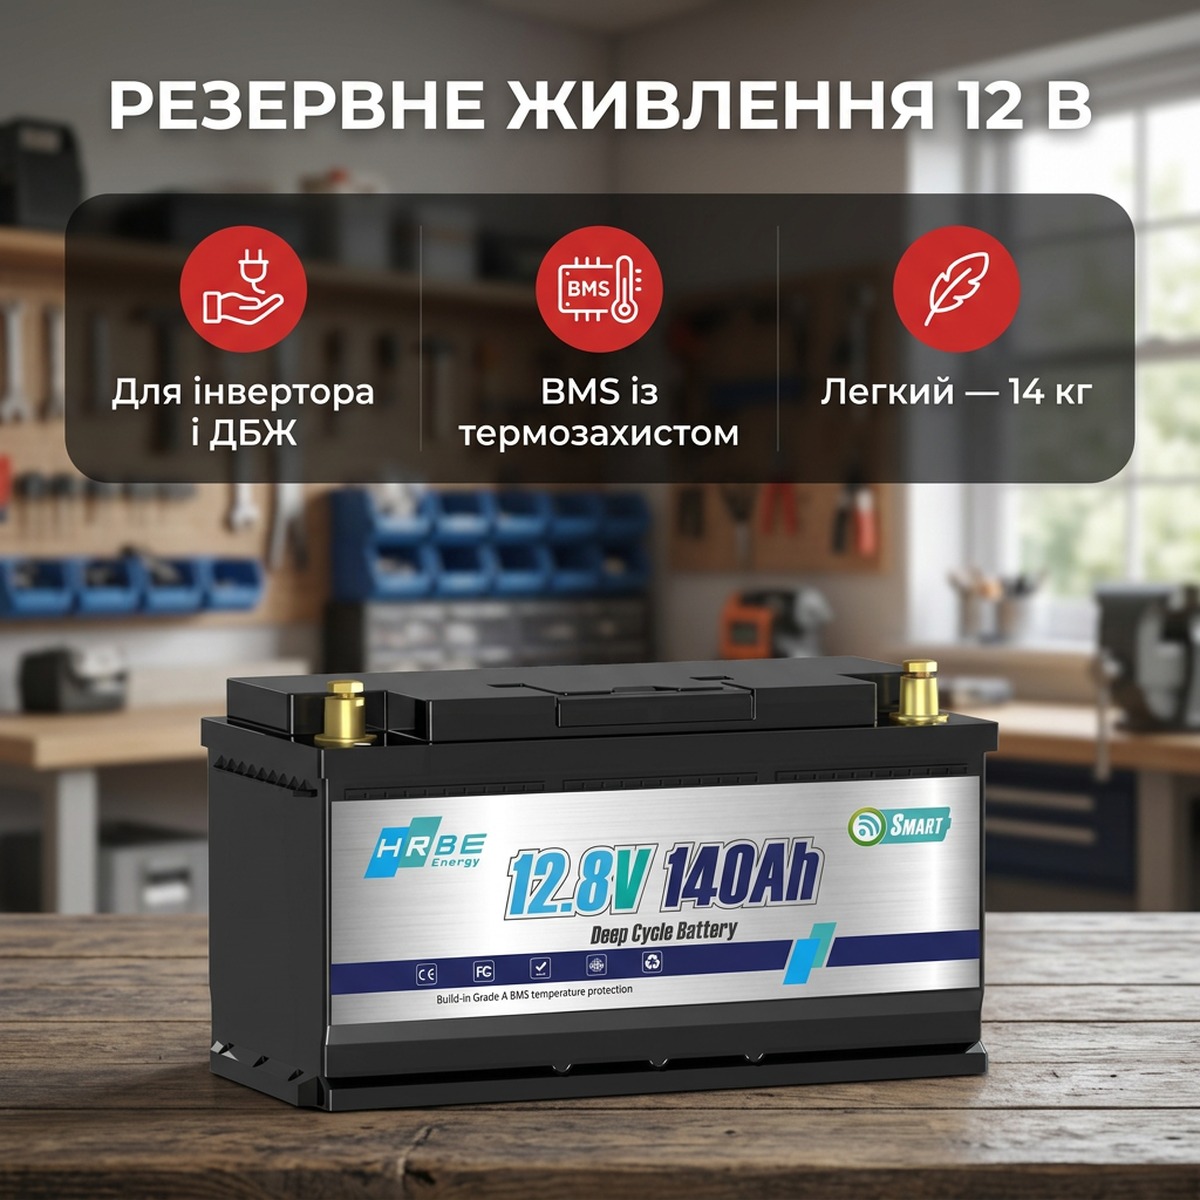 РЕЗЕРВНЕ ЖИВЛЕННЯ 12 В
BMS
Для інвертора
і ДБЖ
BMS із
термозахистом
Легкий — 14 кг
HRBE
Energy
SMART
12.8V 140Ah
Deep Cycle Battery
CE
FC
Build-in Grade A BMS temperature protection